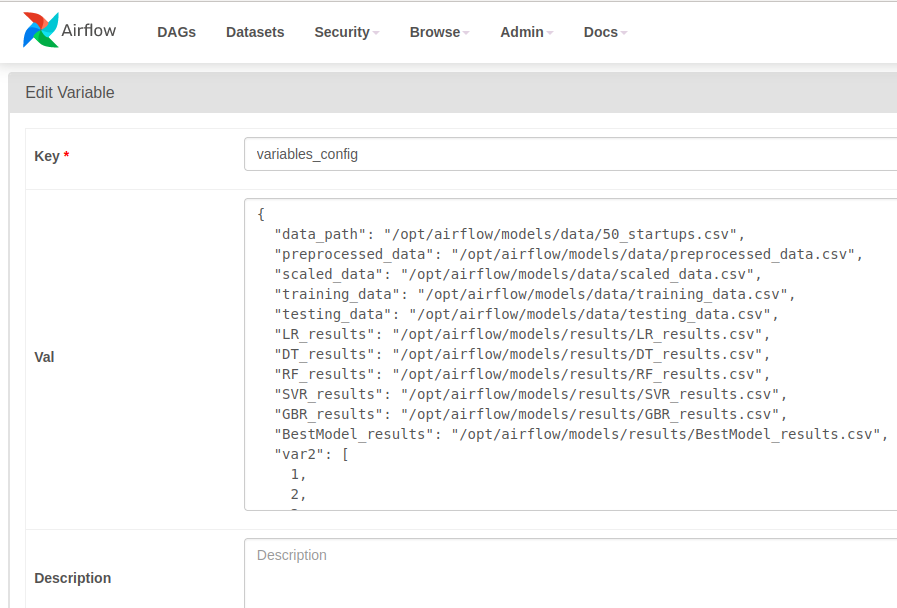 Airflow DAGs Datasets Security Browse Admin Docs
Edit Variable
Key * variables_config
{
"data_path": "/opt/airflow/models/data/50_startups.csv",
"preprocessed_data": "/opt/airflow/models/data/preprocessed_data.csv",
"scaled_data": "/opt/airflow/models/data/scaled_data.csv",
"training_data": "/opt/airflow/models/data/training_data.csv",
"testing_data": "/opt/airflow/models/data/testing_data.csv",
"LR_results": "/opt/airflow/models/results/LR_results.csv",
"DT_results": "/opt/airflow/models/results/DT_results.csv",
Val
"RF_results": "/opt/airflow/models/results/RF_results.csv",
"SVR_results": "/opt/airflow/models/results/SVR_results.csv",
"GBR_results": "/opt/airflow/models/results/GBR_results.csv",
"BestModel_results": "/opt/airflow/models/results/BestModel_results.csv",
"var2": [
1,
2,
Description
Description